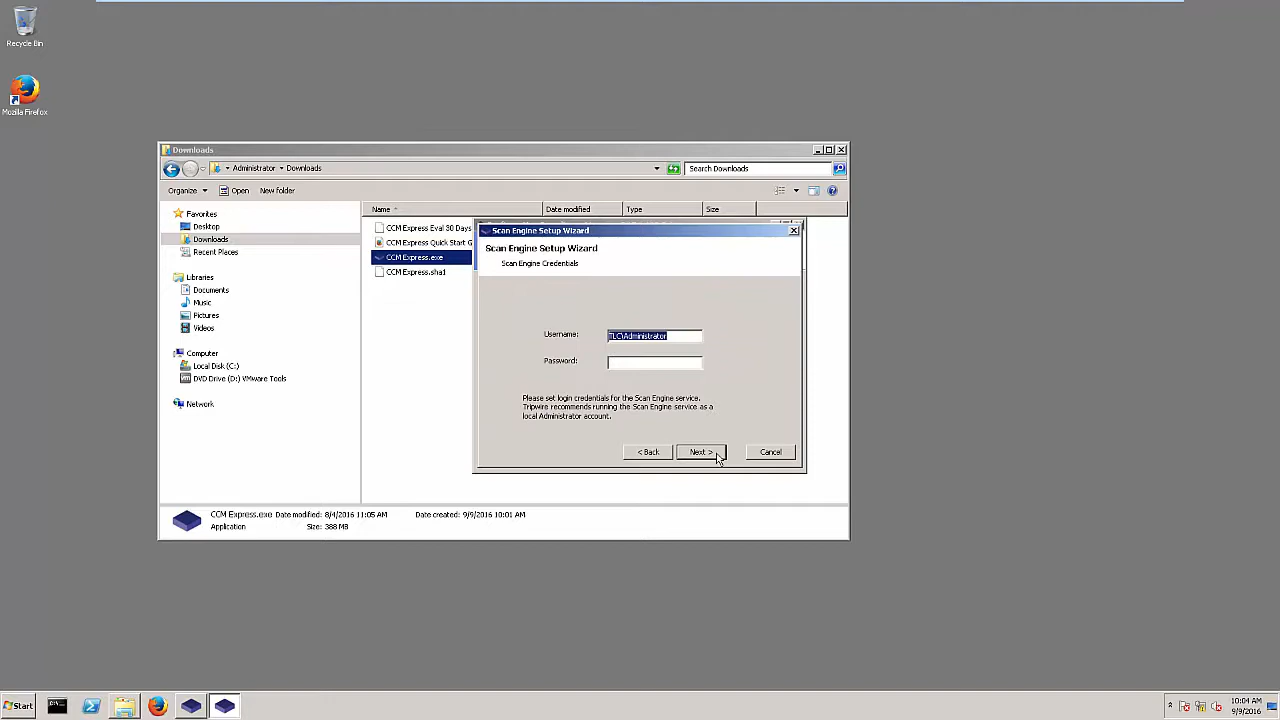 Recycle Bin
Mozilla Firefox
Downloads
Administrator
Downloads
Search Downloads
Organize
Open
New folder
Favorites
Desktop
Downloads
Recent Places
Libraries
Documents
Music
Pictures
Videos
Computer
Local Disk (C:)
DVD Drive (D:) VMware Tools
Network
Name
Date modified
Type
Size
CCM Express Eval 30 Days
CCM Express Quick Start G
CCM Express.exe
CCM Express.sha1
Scan Engine Setup Wizard
Scan Engine Setup Wizard
Scan Engine Credentials
Username:
TLC\Administrator
Password:
Please set login credentials for the Scan Engine service.
Tripwire recommends running the Scan Engine service as a
local Administrator account.
< Back
Next >
Cancel
CCM Express.exe Date modified: 8/4/2016 11:05 AM Date created: 9/9/2016 10:01 AM
Application Size: 388 MB
Start
10:04 AM
9/9/2016